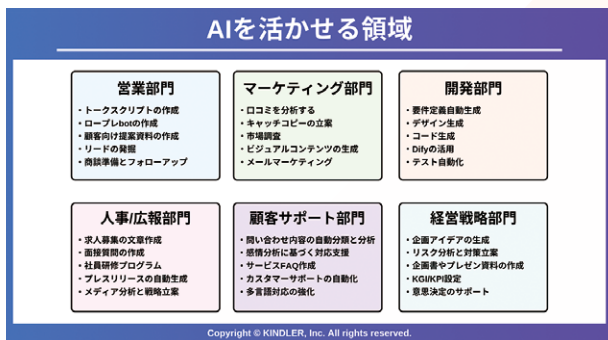 AIを活かせる領域
営業部門
・トークスクリプトの作成
・ロープレbotの作成
・顧客向け提案資料の作成
・リードの発掘
・商談準備とフォローアップ
マーケティング部門
・口コミを分析する
・キャッチコピーの立案
・市場調査
・ビジュアルコンテンツの生成
・メールマーケティング
開発部門
・要件定義自動生成
・デザイン生成
・コード生成
・Difyの活用
・テスト自動化
人事/広報部門
・求人募集の文章作成
・面接質問の作成
・社員研修プログラム
・プレスリリースの自動生成
・メディア分析と戦略立案
顧客サポート部門
・問い合わせ内容の自動分類と分析
・感情分析に基づく対応支援
・サービスFAQ作成
・カスタマーサポートの自動化
・多言語対応の強化
経営戦略部門
・企画アイデアの生成
・リスク分析と対策立案
・企画書やプレゼン資料の作成
・KGI/KPI設定
・意思決定のサポート
Copyright © KINDLER, Inc. All rights reserved.